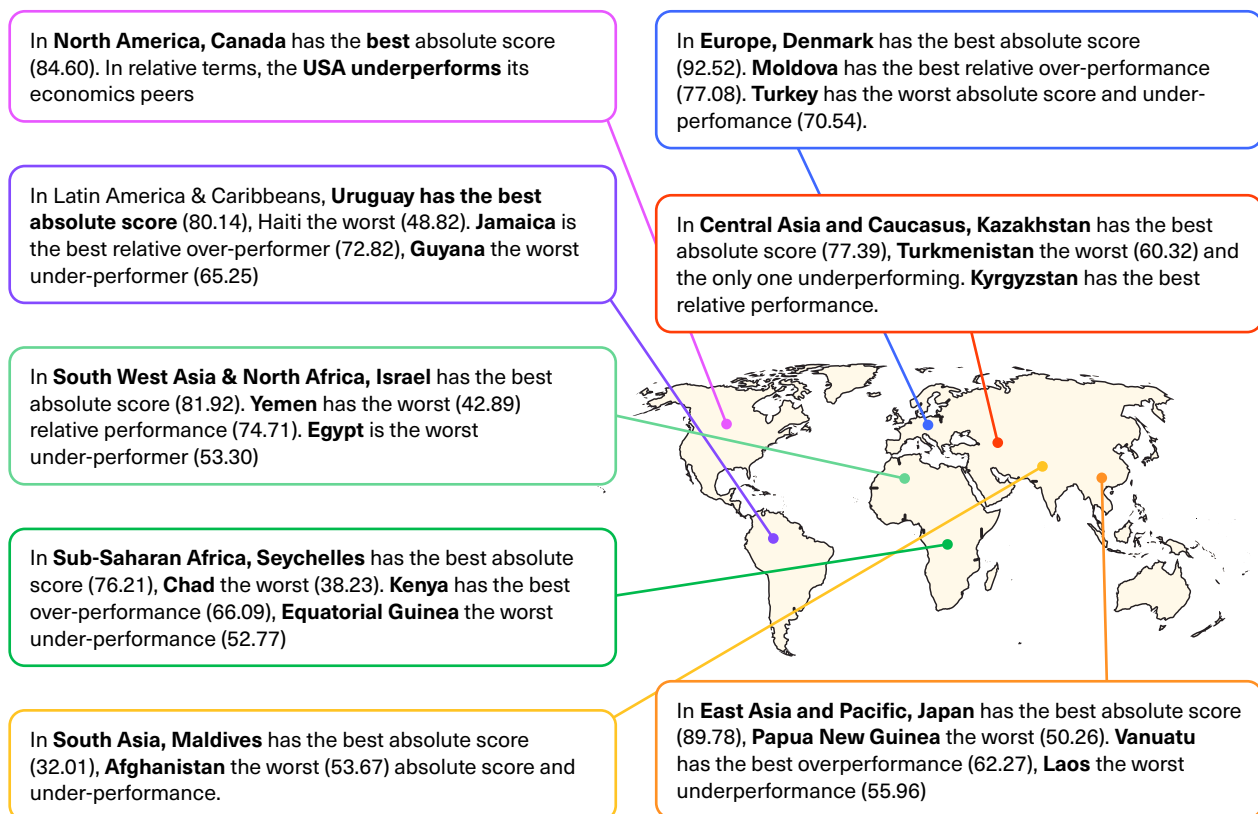 In North America, Canada has the best absolute score
(84.60). In relative terms, the USA underperforms its
economics peers
In Europe, Denmark has the best absolute score
(92.52). Moldova has the best relative over-performance
(77.08). Turkey has the worst absolute score and under-
perfomance (70.54).
In Latin America & Caribbeans, Uruguay has the best
absolute score (80.14), Haiti the worst (48.82). Jamaica is
the best relative over-performer (72.82), Guyana the worst
under-performer (65.25)
In Central Asia and Caucasus, Kazakhstan has the best
absolute score (77.39), Turkmenistan the worst (60.32) and
the only one underperforming. Kyrgyzstan has the best
relative performance.
In South West Asia & North Africa, Israel has the best
absolute score (81.92). Yemen has the worst (42.89)
relative performance (74.71). Egypt is the worst
under-performer (53.30)
In Sub-Saharan Africa, Seychelles has the best absolute
score (76.21), Chad the worst (38.23). Kenya has the best
over-performance (66.09), Equatorial Guinea the worst
under-performance (52.77)
In South Asia, Maldives has the best absolute score
(32.01), Afghanistan the worst (53.67) absolute score and
under-performance.
In East Asia and Pacific, Japan has the best absolute score
(89.78), Papua New Guinea the worst (50.26). Vanuatu
has the best overperformance (62.27), Laos the worst
underperformance (55.96)